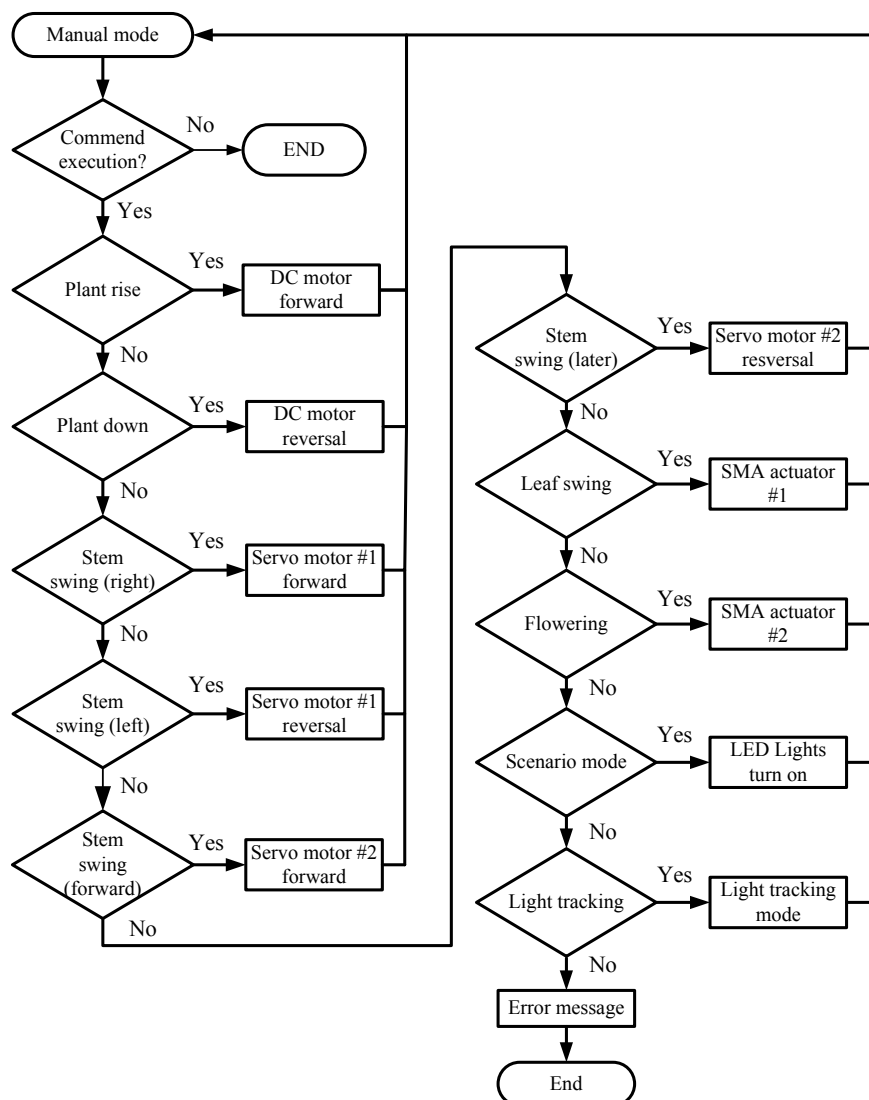 Manual mode
Commend
execution?
No
END
Yes
Plant rise
Yes
DC motor
forward
No
Plant down
Yes
DC motor
reversal
No
Stem
swing (right)
Yes
Servo motor #1
forward
No
Stem
swing (left)
Yes
Servo motor #1
reversal
No
Stem
swing
(forward)
Yes
Servo motor #2
forward
No
Stem
swing (later)
Yes
Servo motor #2
resversal
No
Leaf swing
Yes
SMA actuator
#1
No
Flowering
Yes
SMA actuator
#2
No
Scenario mode
Yes
LED Lights
turn on
No
Light tracking
Yes
Light tracking
mode
No
Error message
End